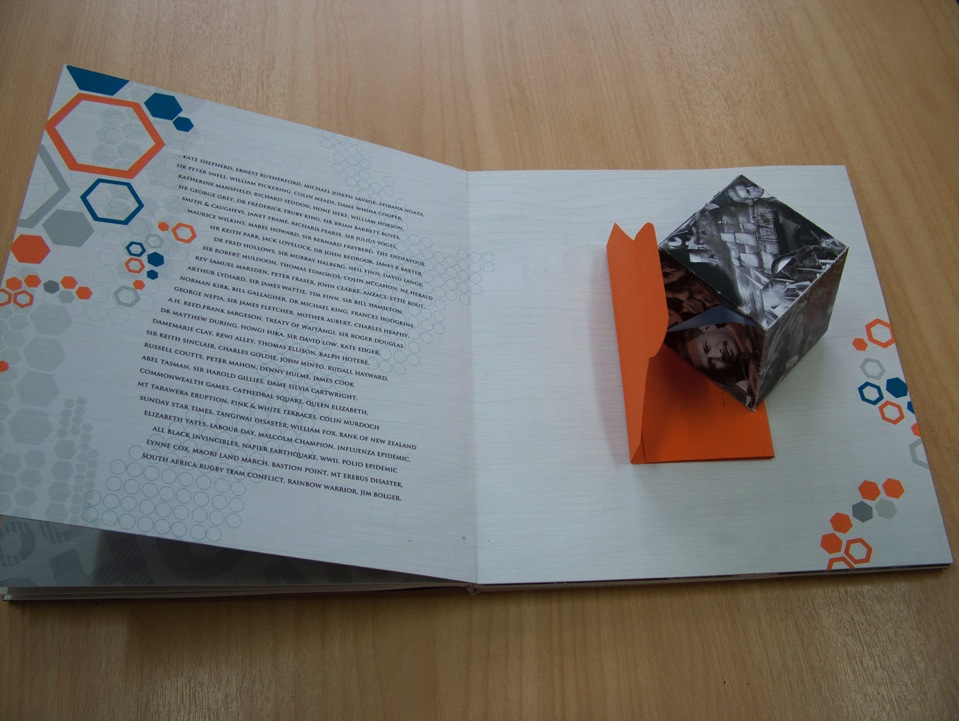 KATE SHEPHERD, ERNEST RUTHERFORD, MICHAEL JOSEPH SAVAGE, APIRANA NGATA,
SIR PETER SNELL, WILLIAM PICKERING, COLIN MEADS, DAME WHINA COOPER,
KATHERINE MANSFIELD, RICHARD SEDDON, HONE HEKE, WILLIAM HOBSON,
SIR GEORGE GREY, DR FREDERICK TRUBY KING, SIR BRIAN BARRETT BOYES,
SMITH & CAUGHEYS, JANET FRAME, RICHARD PEARSE, SIR JULIUS VOGEL,
MAURICE WILKINS, MABEL HOWARD, SIR BERNARD FREYBERG, THE ENDEAVOUR
SIR KEITH PARK, JACK LOVELOCK, DR JOHN BEDROOK, JAMES K BAXTER,
DR FRED HOLLOWS, SIR MURRAY HALBERG, NEIL FINN, DAVID LANGE,
SIR ROBERT MULDOON, THOMAS EDMONDS, COLIN MCCAHON, NZ HERALD
REV SAMUEL MARSDEN, PETER FRASER, JOHN CLARKE, ANZACS, ETTIE ROUT,
ARTHUR LYDIARD, SIR JAMES WATTIE, TIM FINN, SIR BILL HAMILTON,
NORMAN KIRK, BILL GALLAGHER, DR MICHAEL KING, FRANCES HODGKINS
GEORGE NEPIA, SIR JAMES FLETCHER, MOTHER AUBERT, CHARLES HEAPHY,
A.H. REED, FRANK SARGESON, TREATY OF WAITANGI, SIR ROGER DOUGLAS
DR MATTHEW DURING, HONGI HIKA, SIR DAVID LOW, KATE EDGER,
DAMEMARIE CLAY, REWI ALLEY, THOMAS ELLISON, RALPH HOTERE,
SIR KEITH SINCLAIR, CHARLES GOLDIE, JOHN MINTO, RUDALL HAYWARD,
RUSSELL COUTTS, PETER MAHON, DENNY HULME, JAMES COOK
ABEL TASMAN, SIR HAROLD GILLIES, DAME SILVIA CARTWRIGHT,
COMMONWEALTH GAMES, CATHEDRAL SQUARE, QUEEN ELIZABETH,
MT TARAWERA ERUPTION, PINK & WHITE TERRACES, COLIN MURDOCH
SUNDAY STAR TIMES, TANGIWAI DISASTER, WILLIAM FOX, BANK OF NEW ZEALAND
ELIZABETH YATES, LABOUR DAY, MALCOLM CHAMPION, INFLUENZA EPIDEMIC,
ALL BLACK INVINCIBLES, NAPIER EARTHQUAKE, WWII, POLIO EPIDEMIC
LYNNE COX, MAORI LAND MARCH, BASTION POINT, MT EREBUS DISASTER,
SOUTH AFRICA RUGBY TEAM CONFLICT, RAINBOW WARRIOR, JIM BOLGER.